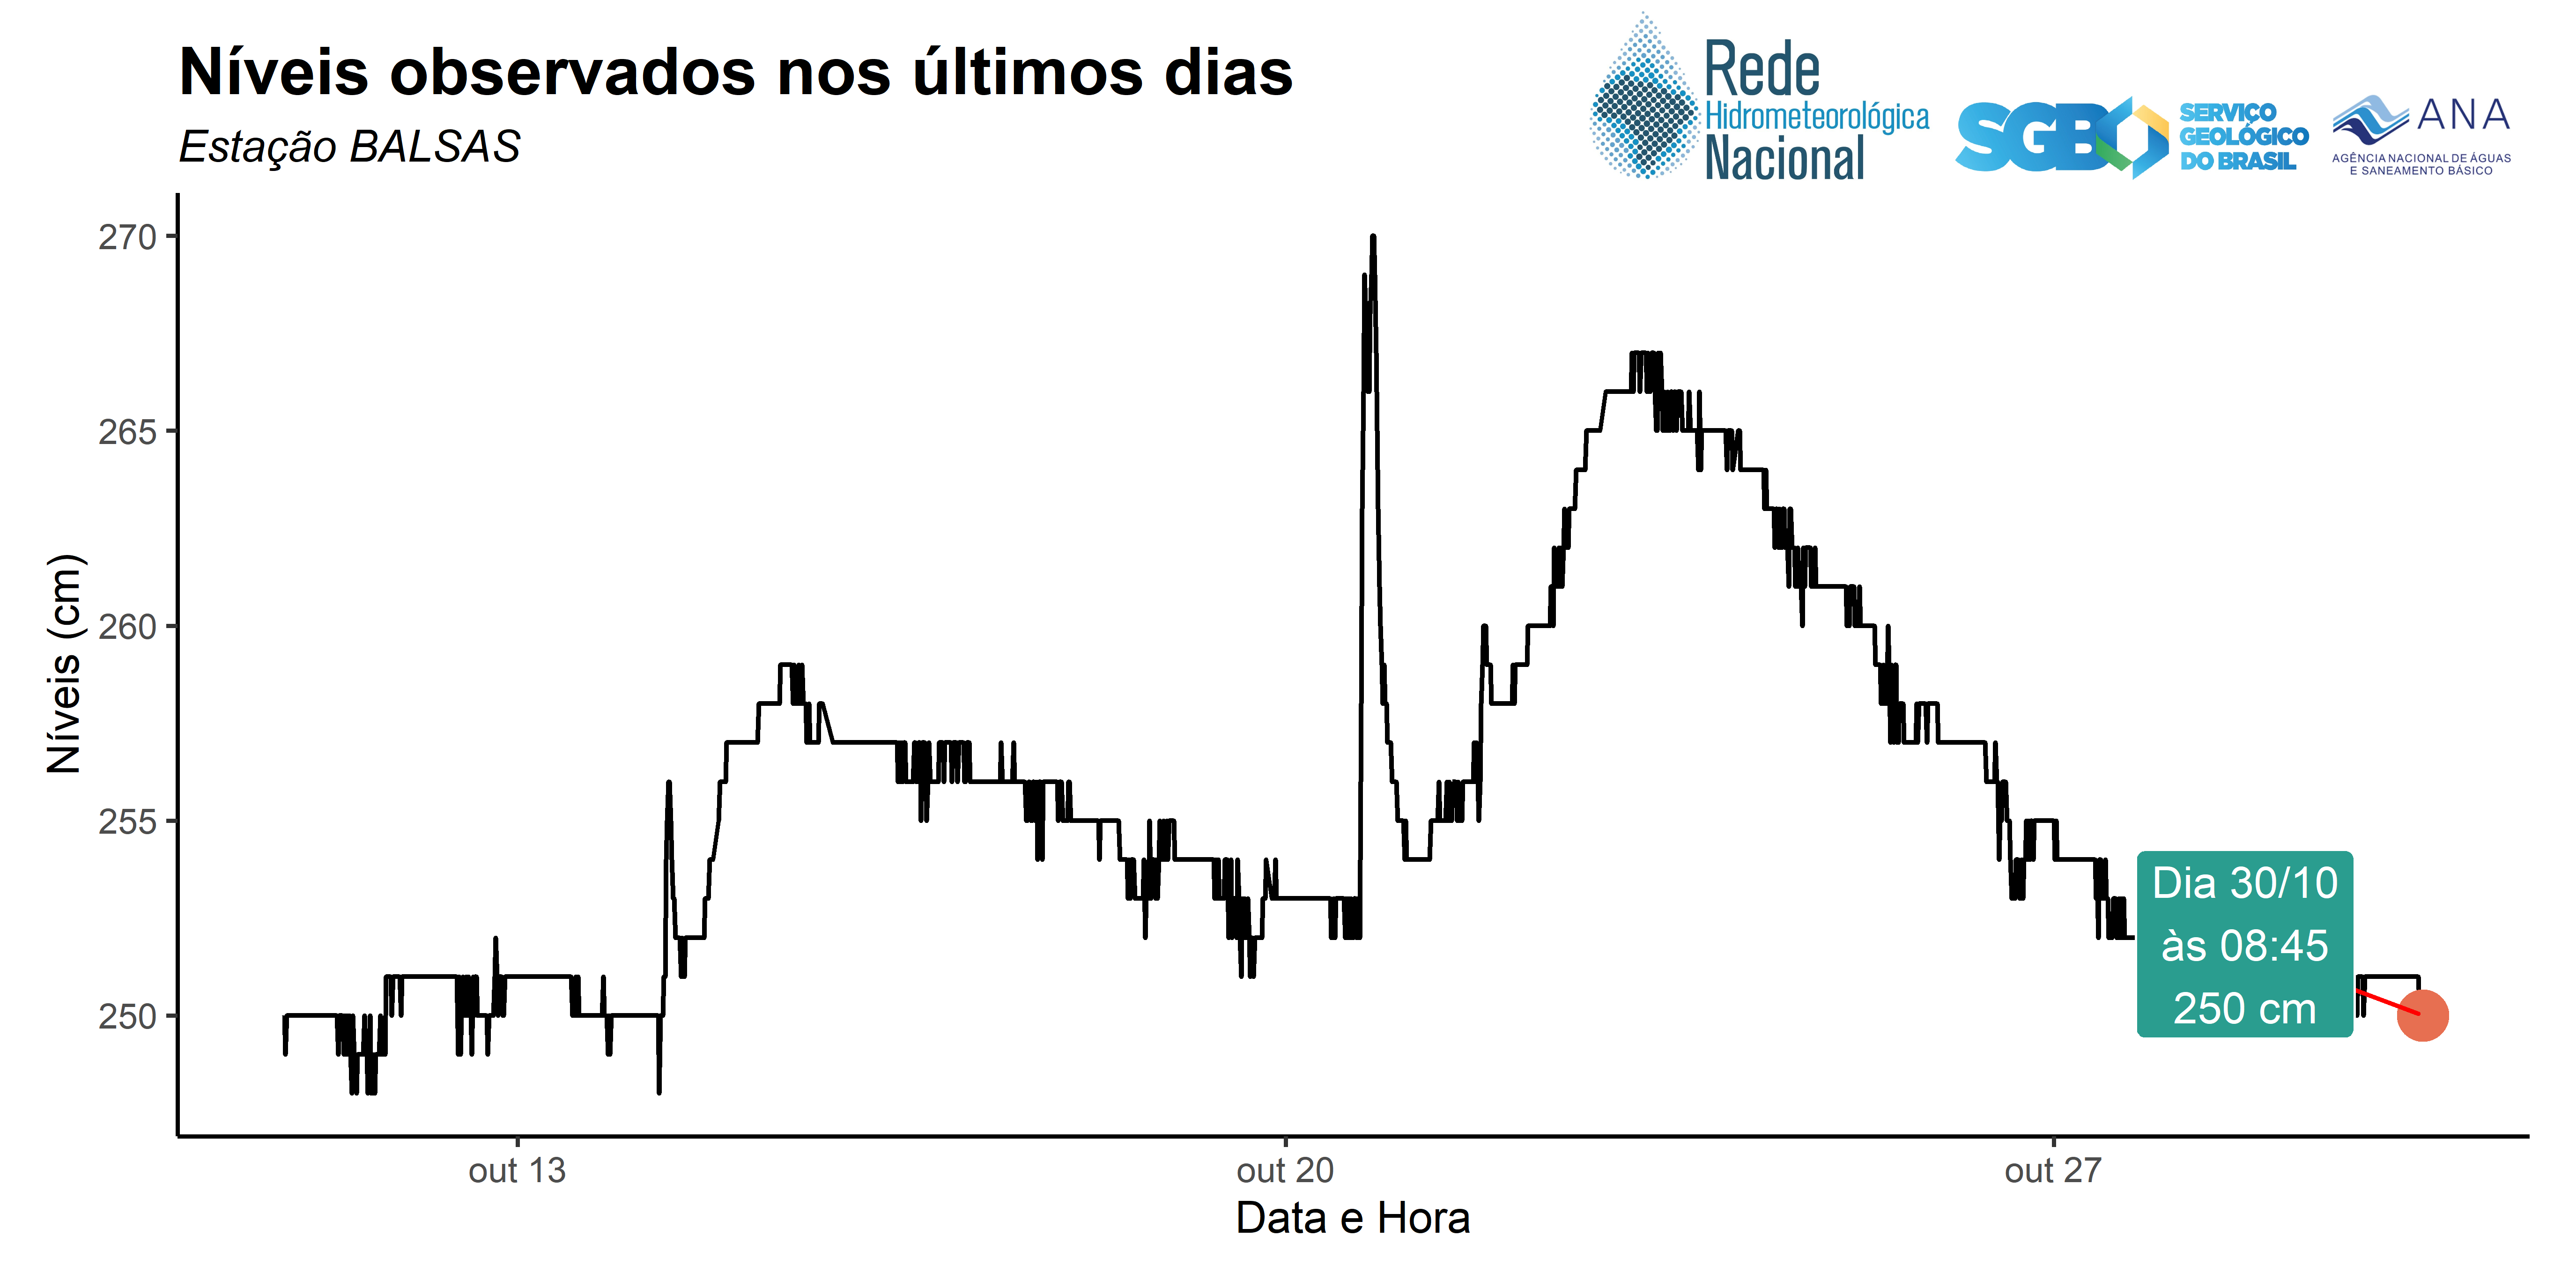 Níveis observados nos últimos dias
Estação BALSAS
Rede
Hidrometeorológica
Nacional
SGB
SERVIÇO
GEOLÓGICO
DO BRASIL
ANA
AGÊNCIA NACIONAL DE ÁGUAS
E SANEAMENTO BÁSICO
Níveis (cm)
270
265
260
255
250
Dia 30/10
às 08:45
250 cm
out 13
out 20
out 27
Data e Hora